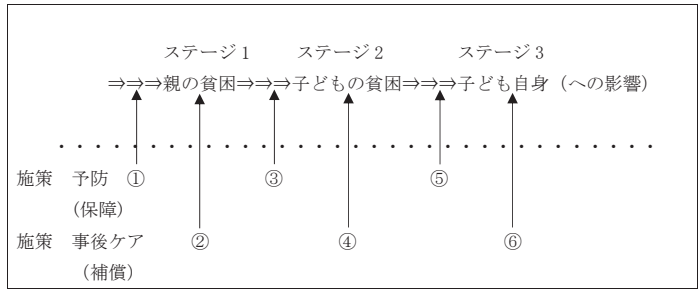 ステージ1 ステージ2 ステージ3
⇒⇒⇒親の貧困⇒⇒⇒子どもの貧困⇒⇒⇒子ども自身（への影響）
施策 予防 ① ③ ⑤
（保障）
施策 事後ケア ② ④ ⑥
（補償）